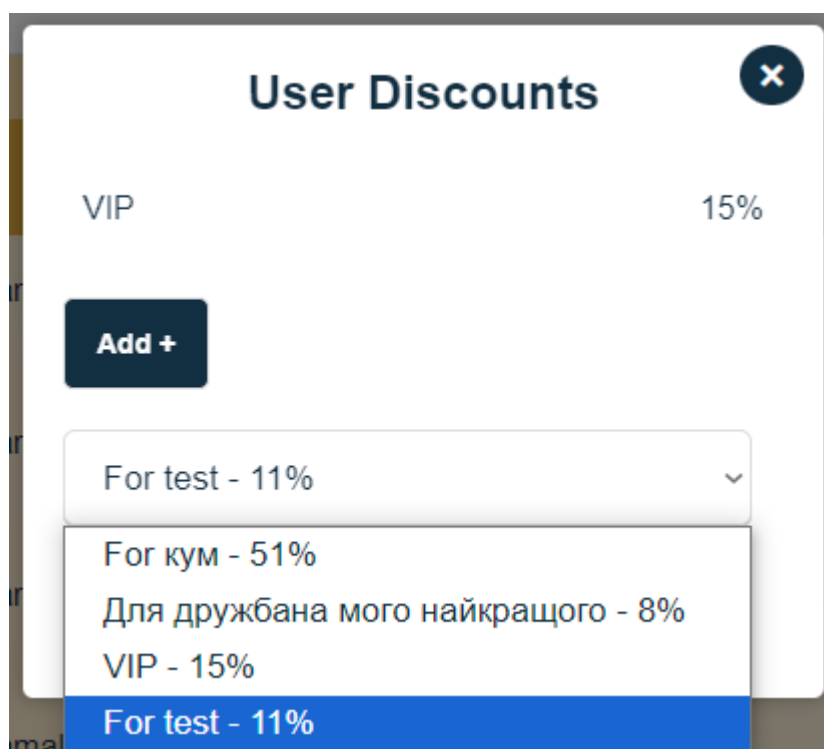 User Discounts
VIP 15%
Add +
For test - 11%
For кум - 51%
Для дружбана мого найкращого - 8%
VIP - 15%
For test - 11%